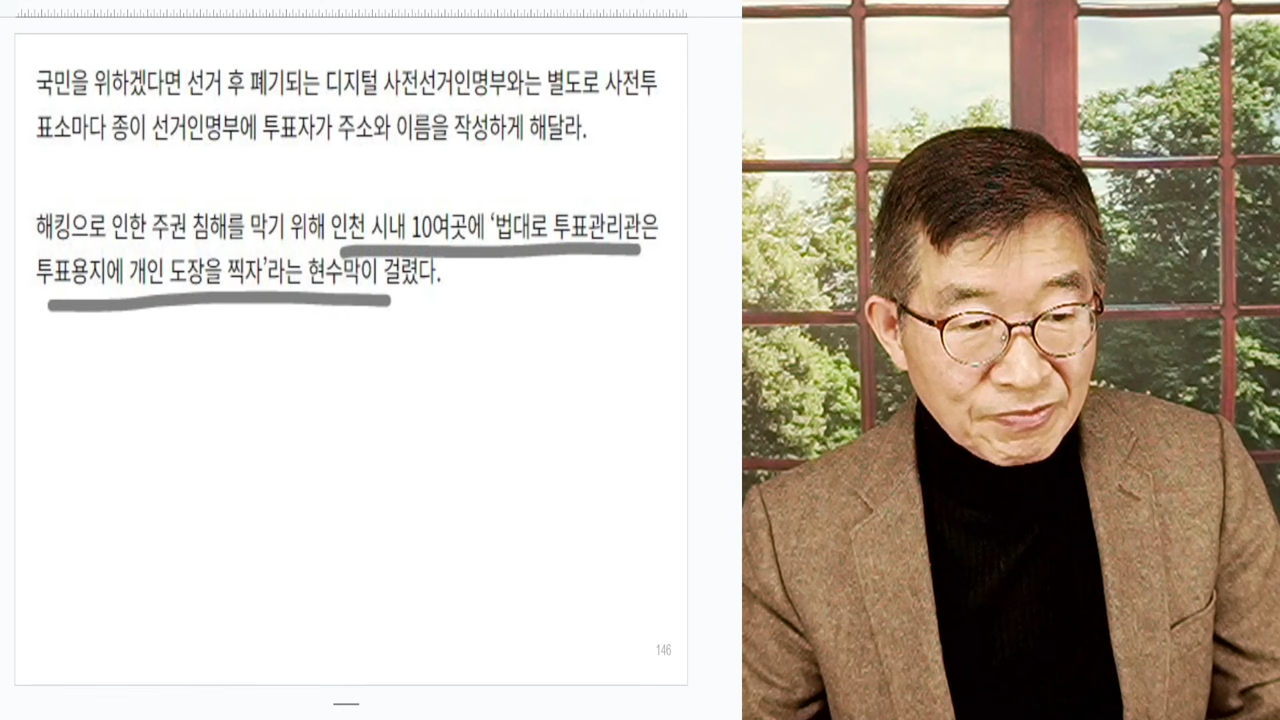 국민을 위하겠다면 선거 후 폐기되는 디지털 사전선거인명부와는 별도로 사전투
표소마다 종이 선거인명부에 투표자가 주소와 이름을 작성하게 해달라.
해킹으로 인한 주권 침해를 막기 위해 인천 시내 10여곳에 ‘법대로 투표관리관은
투표용지에 개인 도장을 찍자’라는 현수막이 걸렸다.
146